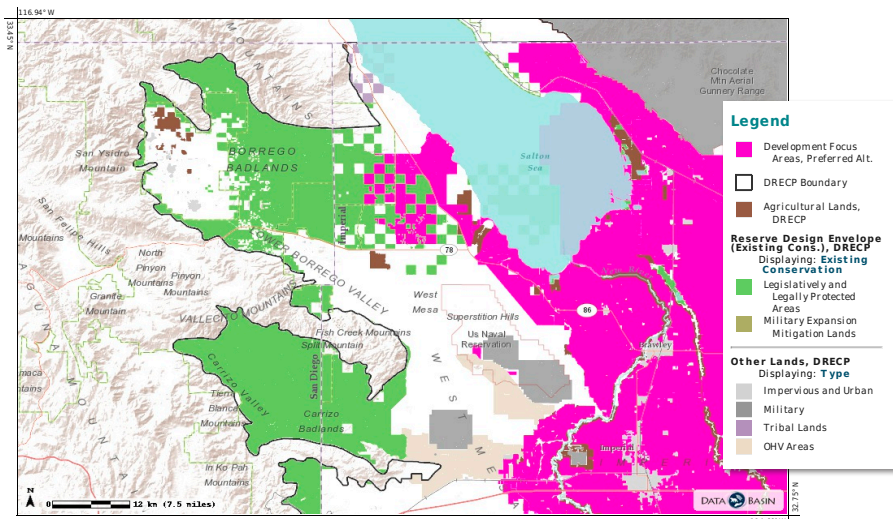 116.94° W
33.45° N
MOUNTAINS
Chocolate
Mtn Aerial
Gunnery Range
San Ysidro
Mountain
BORREGO
BADLANDS
Salton
Sea
Imperial
San Felipe Hills
Mountains
North
Pinyon
Mountains
Pinyon
Mountains
LOWER BORREGO VALLEY
78
Granite
Mountain
VALLECITO MOUNTAINS
West
Mesa
Superstition Hills
86
Fish Creek Mountains
Split Mountain
Us Naval
Reservation
Brawley
San Diego
Carrizo Valley
Tierra
Blanca
Mountains
Carrizo
Badlands
WEST MESA
Imperial
In Ko Pah
Mountains
N
0 12 km (7.5 miles)
DATA BASIN
32.75° N
Legend
Development Focus
Areas, Preferred Alt.
DRECP Boundary
Agricultural Lands,
DRECP
Reserve Design Envelope
(Existing Cons.), DRECP
Displaying: Existing
Conservation
Legislatively and
Legally Protected
Areas
Military Expansion
Mitigation Lands
Other Lands, DRECP
Displaying: Type
Impervious and Urban
Military
Tribal Lands
OHV Areas